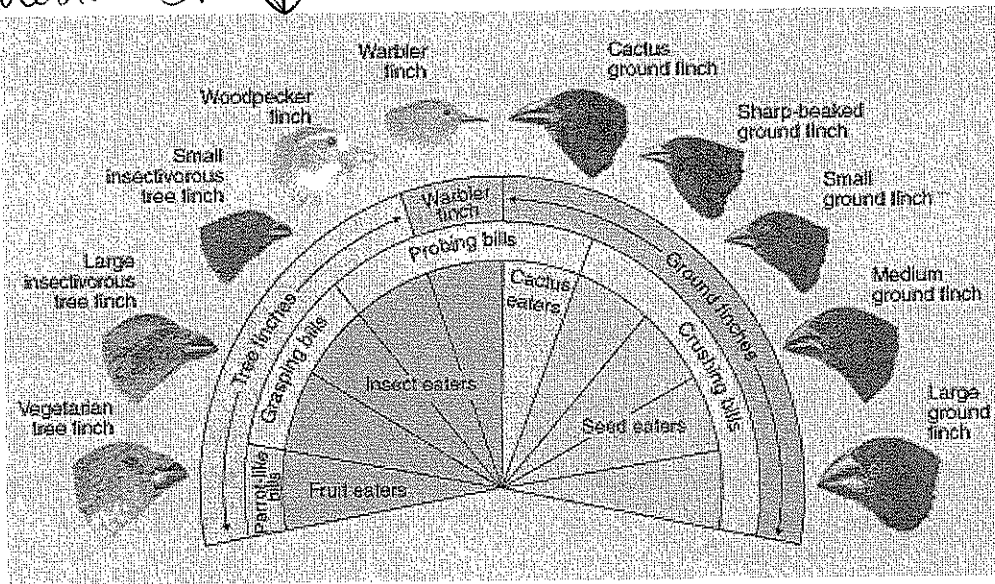 Warbler
finch
Cactus
ground finch
Woodpecker
finch
Sharp-beaked
ground finch
Small
insectivorous
tree finch
Small
ground finch
Large
insectivorous
tree finch
Medium
ground finch
Vegetarian
tree finch
Large
ground
finch
Warbler
finch
Tree finches
Ground finches
Probing bills
Grasping bills
Crushing bills
Parrot-like
bills
Cactus
eaters
Insect eaters
Seed eaters
Fruit eaters